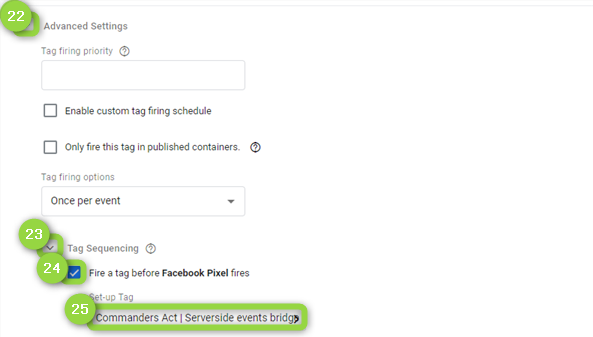 22
Advanced Settings
Tag firing priority ?
Enable custom tag firing schedule
Only fire this tag in published containers. ?
Tag firing options
Once per event
23
Tag Sequencing ?
24
Fire a tag before Facebook Pixel fires
Set-up Tag
25
Commanders Act | Serverside events bridge